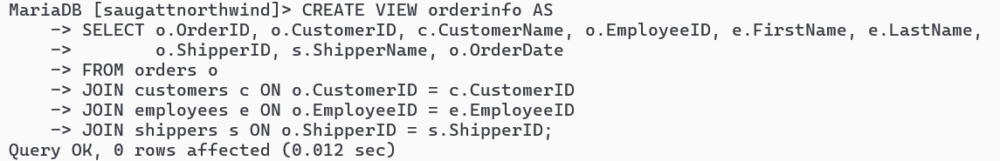 MariaDB [saugattnorthwind]> CREATE VIEW orderinfo AS
    -> SELECT o.OrderID, o.CustomerID, c.CustomerName, o.EmployeeID, e.FirstName, e.LastName,
    ->        o.ShipperID, s.ShipperName, o.OrderDate
    -> FROM orders o
    -> JOIN customers c ON o.CustomerID = c.CustomerID
    -> JOIN employees e ON o.EmployeeID = e.EmployeeID
    -> JOIN shippers s ON o.ShipperID = s.ShipperID;
Query OK, 0 rows affected (0.012 sec)